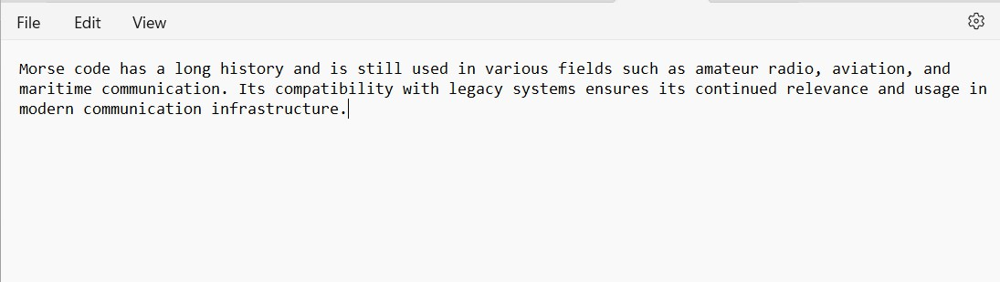 File Edit View
Morse code has a long history and is still used in various fields such as amateur radio, aviation, and
maritime communication. Its compatibility with legacy systems ensures its continued relevance and usage in
modern communication infrastructure.